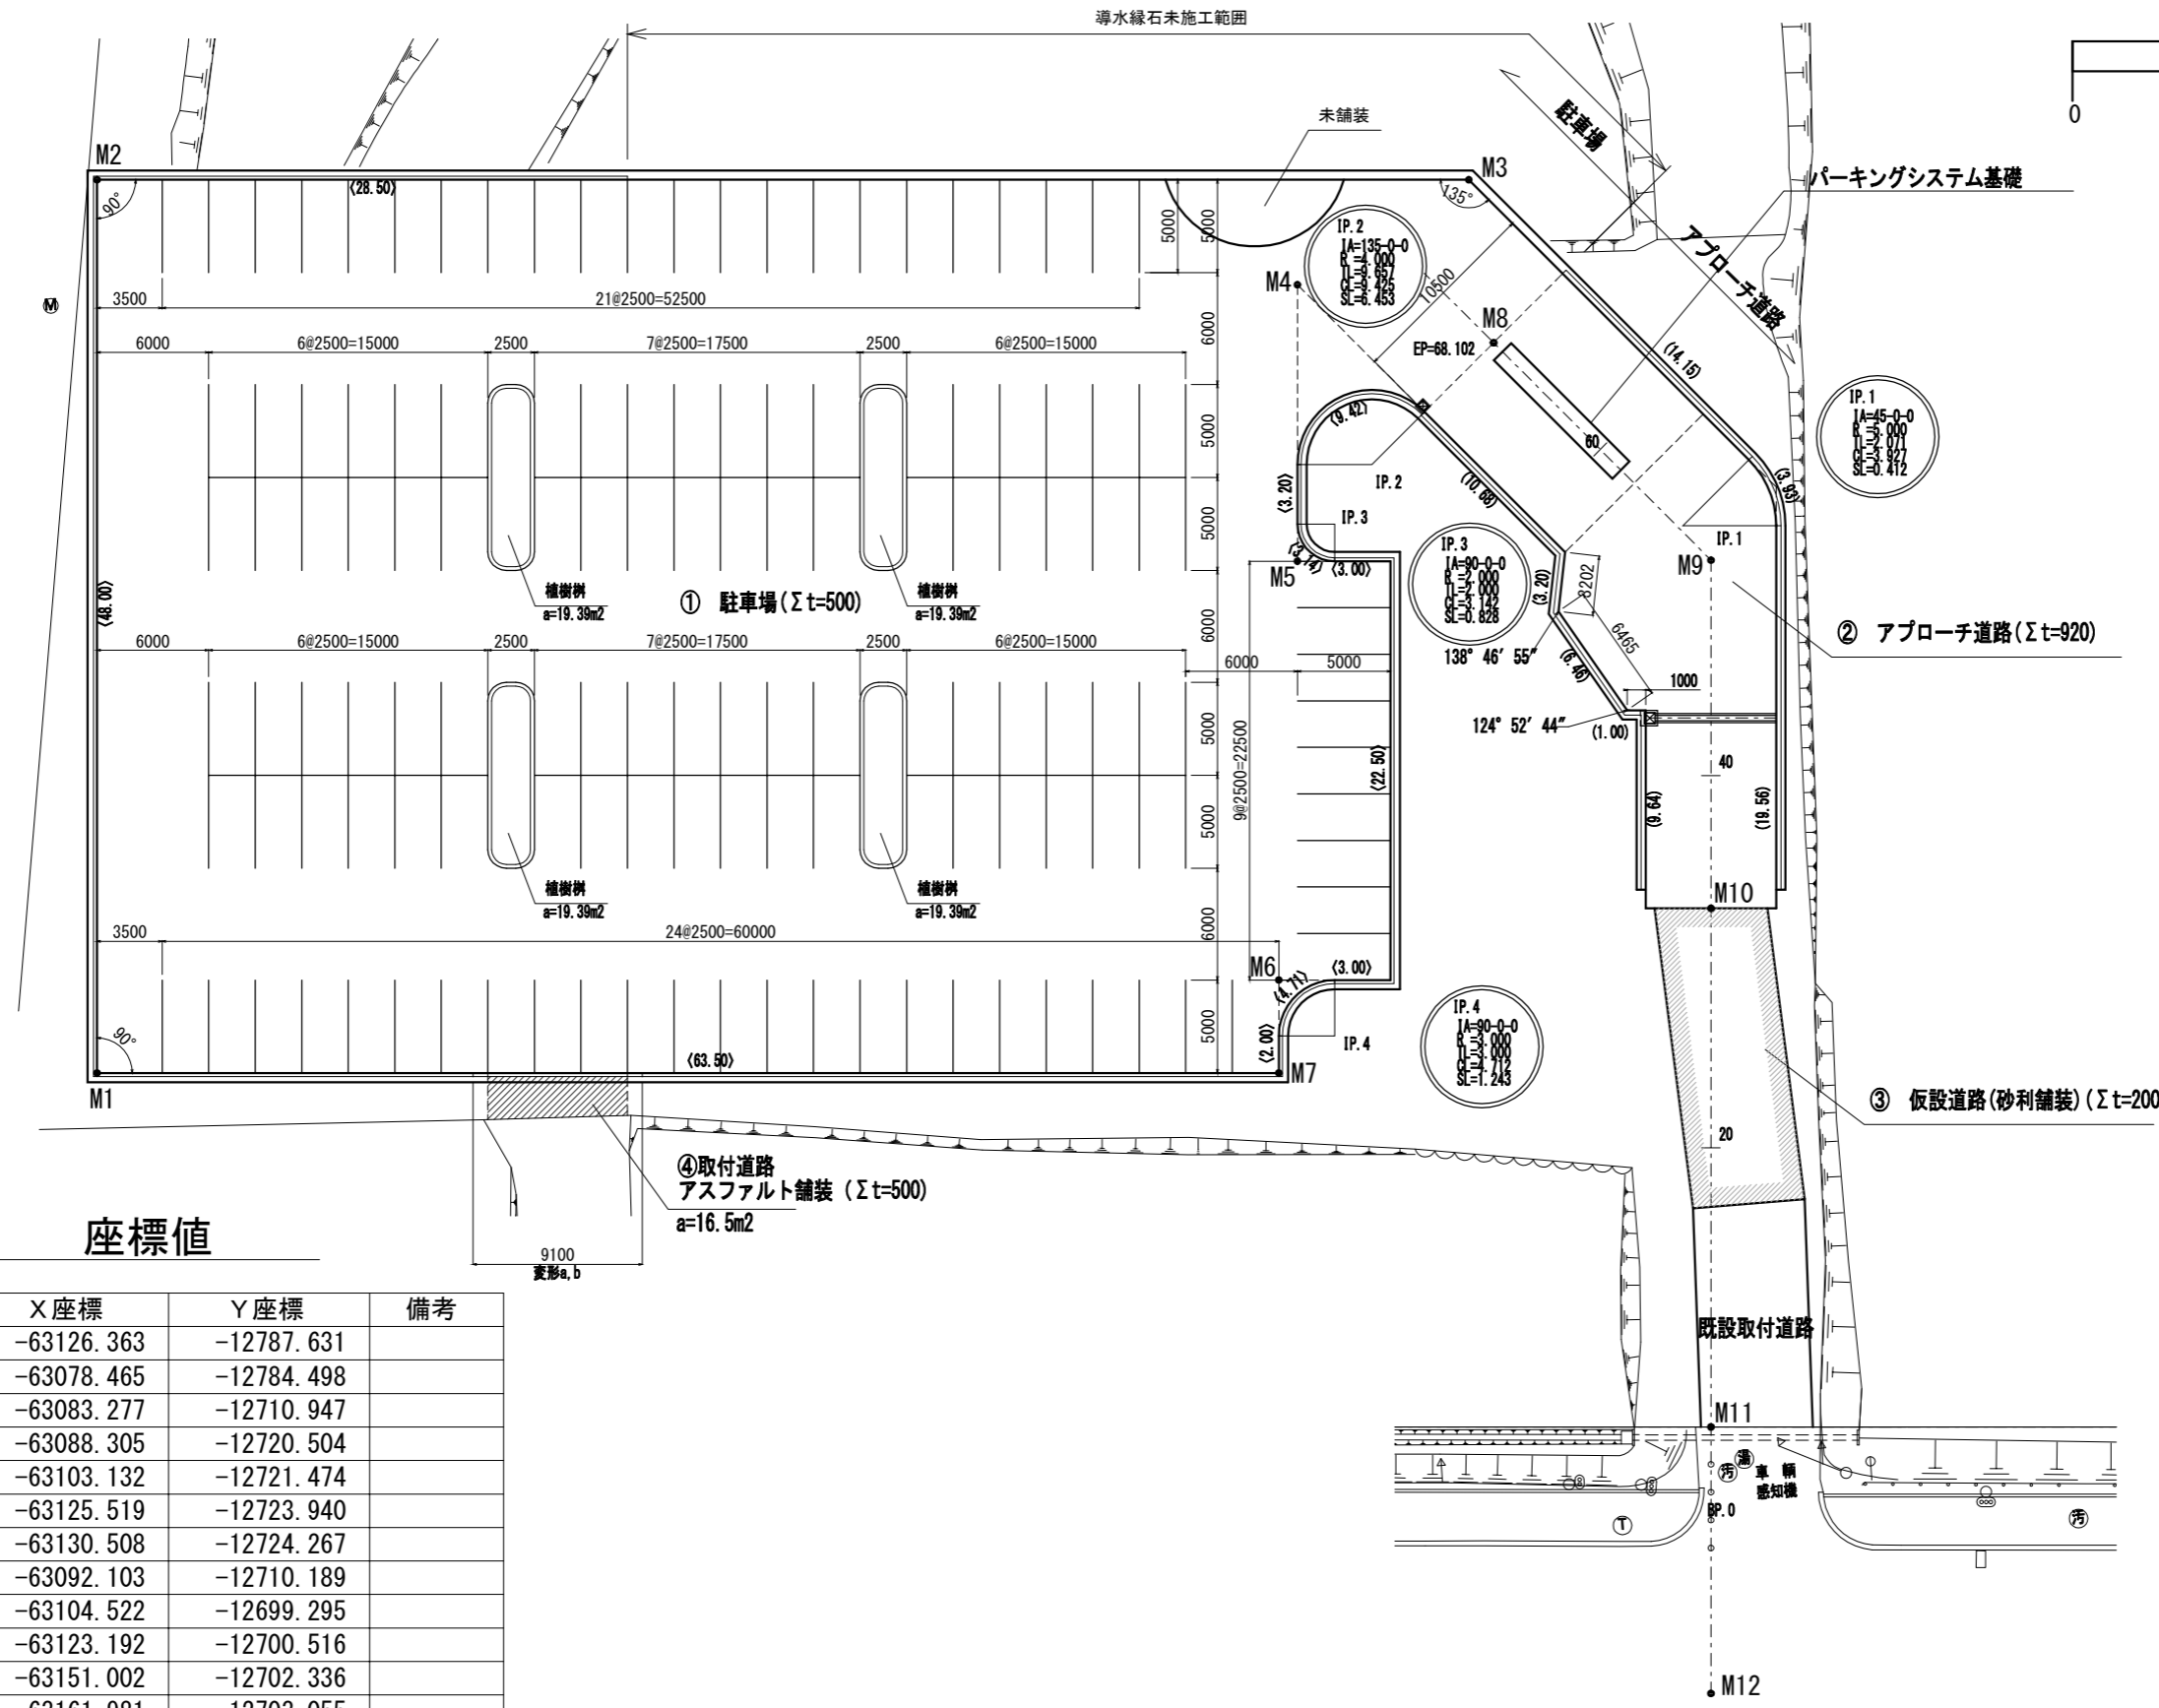 導水縁石未施工範囲
未舗装
駐車場
0
M2
M3
パーキングシステム基礎
90°
〈28.50〉
135°
アプローチ道路
5000
5000
IP.2
IA=135-0-0
R =4.000
TL=9.657
CL=9.425
SL=6.453
M4
10500
M
3500
21@2500=52500
6000
M8
EP=68.102
6000
6@2500=15000
2500
7@2500=17500
2500
6@2500=15000
(14.15)
IP.1
IA=45-0-0
R =5.000
TL=2.071
CL=3.927
SL=0.412
5000
(9.42)
60
(3.20)
IP.2
(10.68)
(3.93)
5000
IP.3
IP.1
(3.14)
M5
〈3.00〉
IP.3
IA=90-0-0
R =2.000
TL=2.000
CL=3.142
SL=0.828
M9
(3.20)
3202
植樹桝
a=19.39m2
植樹桝
a=19.39m2
〈48.00〉
① 駐車場(Σt=500)
6000
② アプローチ道路(Σt=920)
6465
138° 46′ 55″
(6.46)
6000
6@2500=15000
2500
7@2500=17500
2500
6@2500=15000
6000
5000
1000
124° 52′ 44″
(1.00)
5000
9@2500=22500
〈22.50〉
40
(9.64)
(19.56)
5000
植樹桝
a=19.39m2
植樹桝
a=19.39m2
M10
6000
3500
24@2500=60000
M6
〈3.00〉
(4.71)
IP.4
IA=90-0-0
R =3.000
TL=3.000
CL=4.712
SL=1.243
90°
5000
〈2.00〉
IP.4
〈63.50〉
M1
M7
③ 仮設道路(砂利舗装)(Σt=200
20
④取付道路
アスファルト舗装 (Σt=500)
a=16.5m2
9100
変形a,b
座標値
X座標 Y座標 備考
-63126.363 -12787.631
-63078.465 -12784.498
-63083.277 -12710.947
-63088.305 -12720.504
-63103.132 -12721.474
-63125.519 -12723.940
-63130.508 -12724.267
-63092.103 -12710.189
-63104.522 -12699.295
-63123.192 -12700.516
-63151.002 -12702.336
既設取付道路
M11
汚
湯
車 輌
感知機
BP.0
T
汚
M12